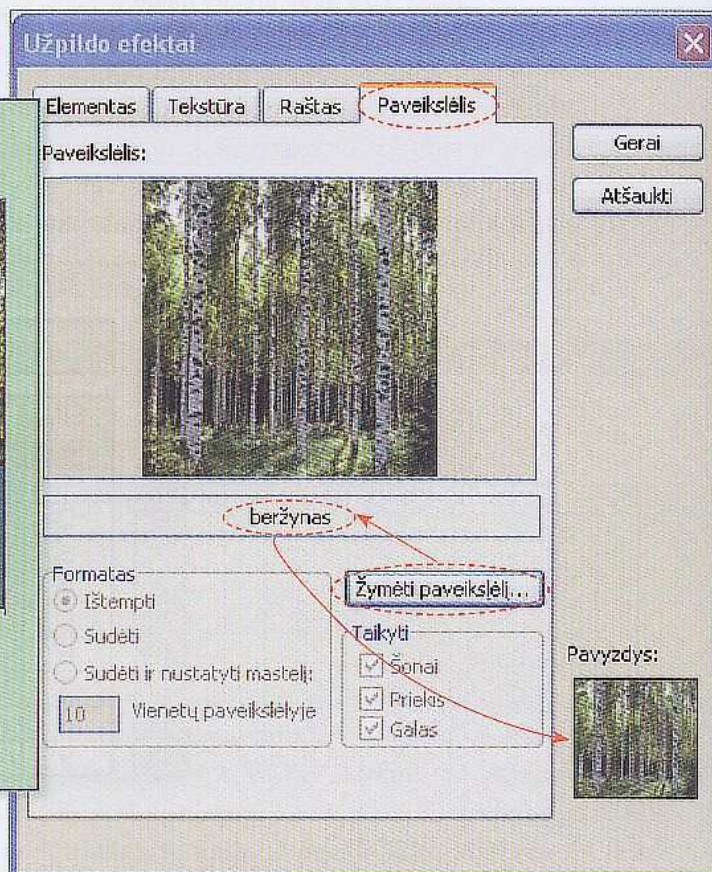 Užpildo efektai
Elementas
Tekstūra
Raštas
Paveikslėlis
Gerai
Atšaukti
Paveikslėlis:
beržynas
Formatas
Ištempti
Sudėti
Sudėti ir nustatyti mastelį:
10 Vienetų paveikslėlyje
Žymėti paveikslėlį...
Taikyti
Šonai
Priekis
Galas
Pavyzdys: